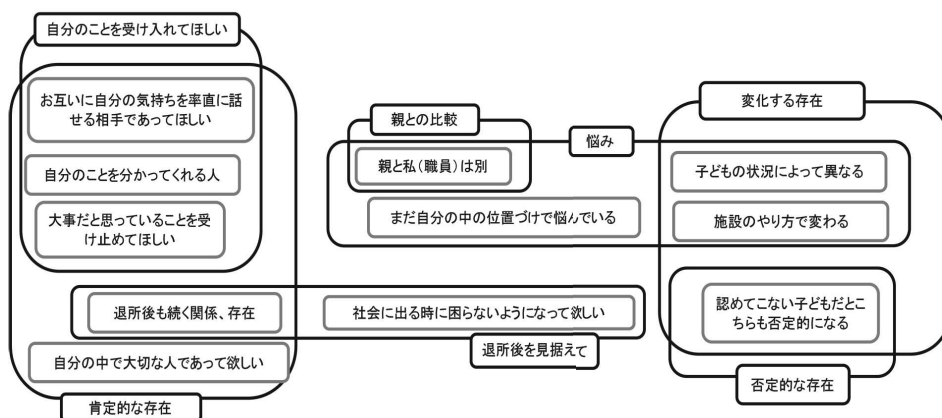 自分のことを受け入れてほしい
お互いに自分の気持ちを率直に話
せる相手であってほしい
自分のことを分かってくれる人
大事だと思っていることを受
け止めてほしい
退所後も続く関係、存在
自分の中で大切な人であって欲しい
肯定的な存在
親との比較
悩み
親と私(職員)は別
まだ自分の中の位置づけで悩んでいる
社会に出る時に困らないようになって欲しい
退所後を見据えて
変化する存在
子どもの状況によって異なる
施設のやり方で変わる
認めてこない子どもだとこ
ちらも否定的になる
否定的な存在